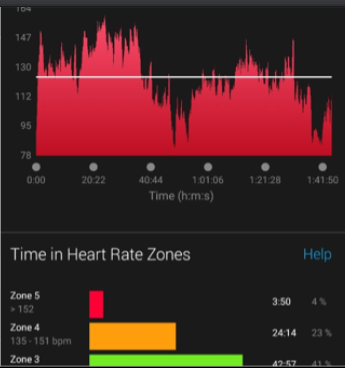 164
147
130
112
95
78
0:00 20:22 40:44 1:01:06 1:21:28 1:41:50
Time (h:m:s)
Time in Heart Rate Zones Help
Zone 5
> 152
3:50 4 %
Zone 4
135 - 151 bpm
24:14 23 %
Zone 3
42:57 41 %